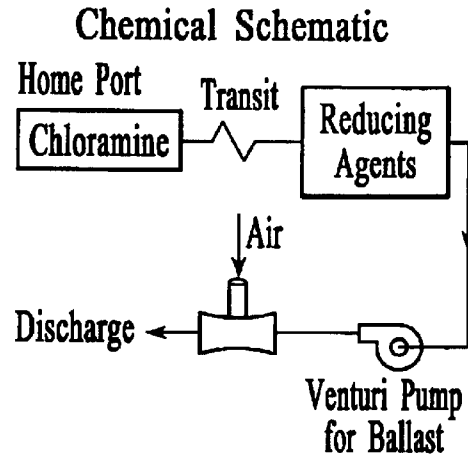 Chemical Schematic
Home Port
Transit
Chloramine
Reducing
Agents
Air
Discharge
Venturi Pump
for Ballast